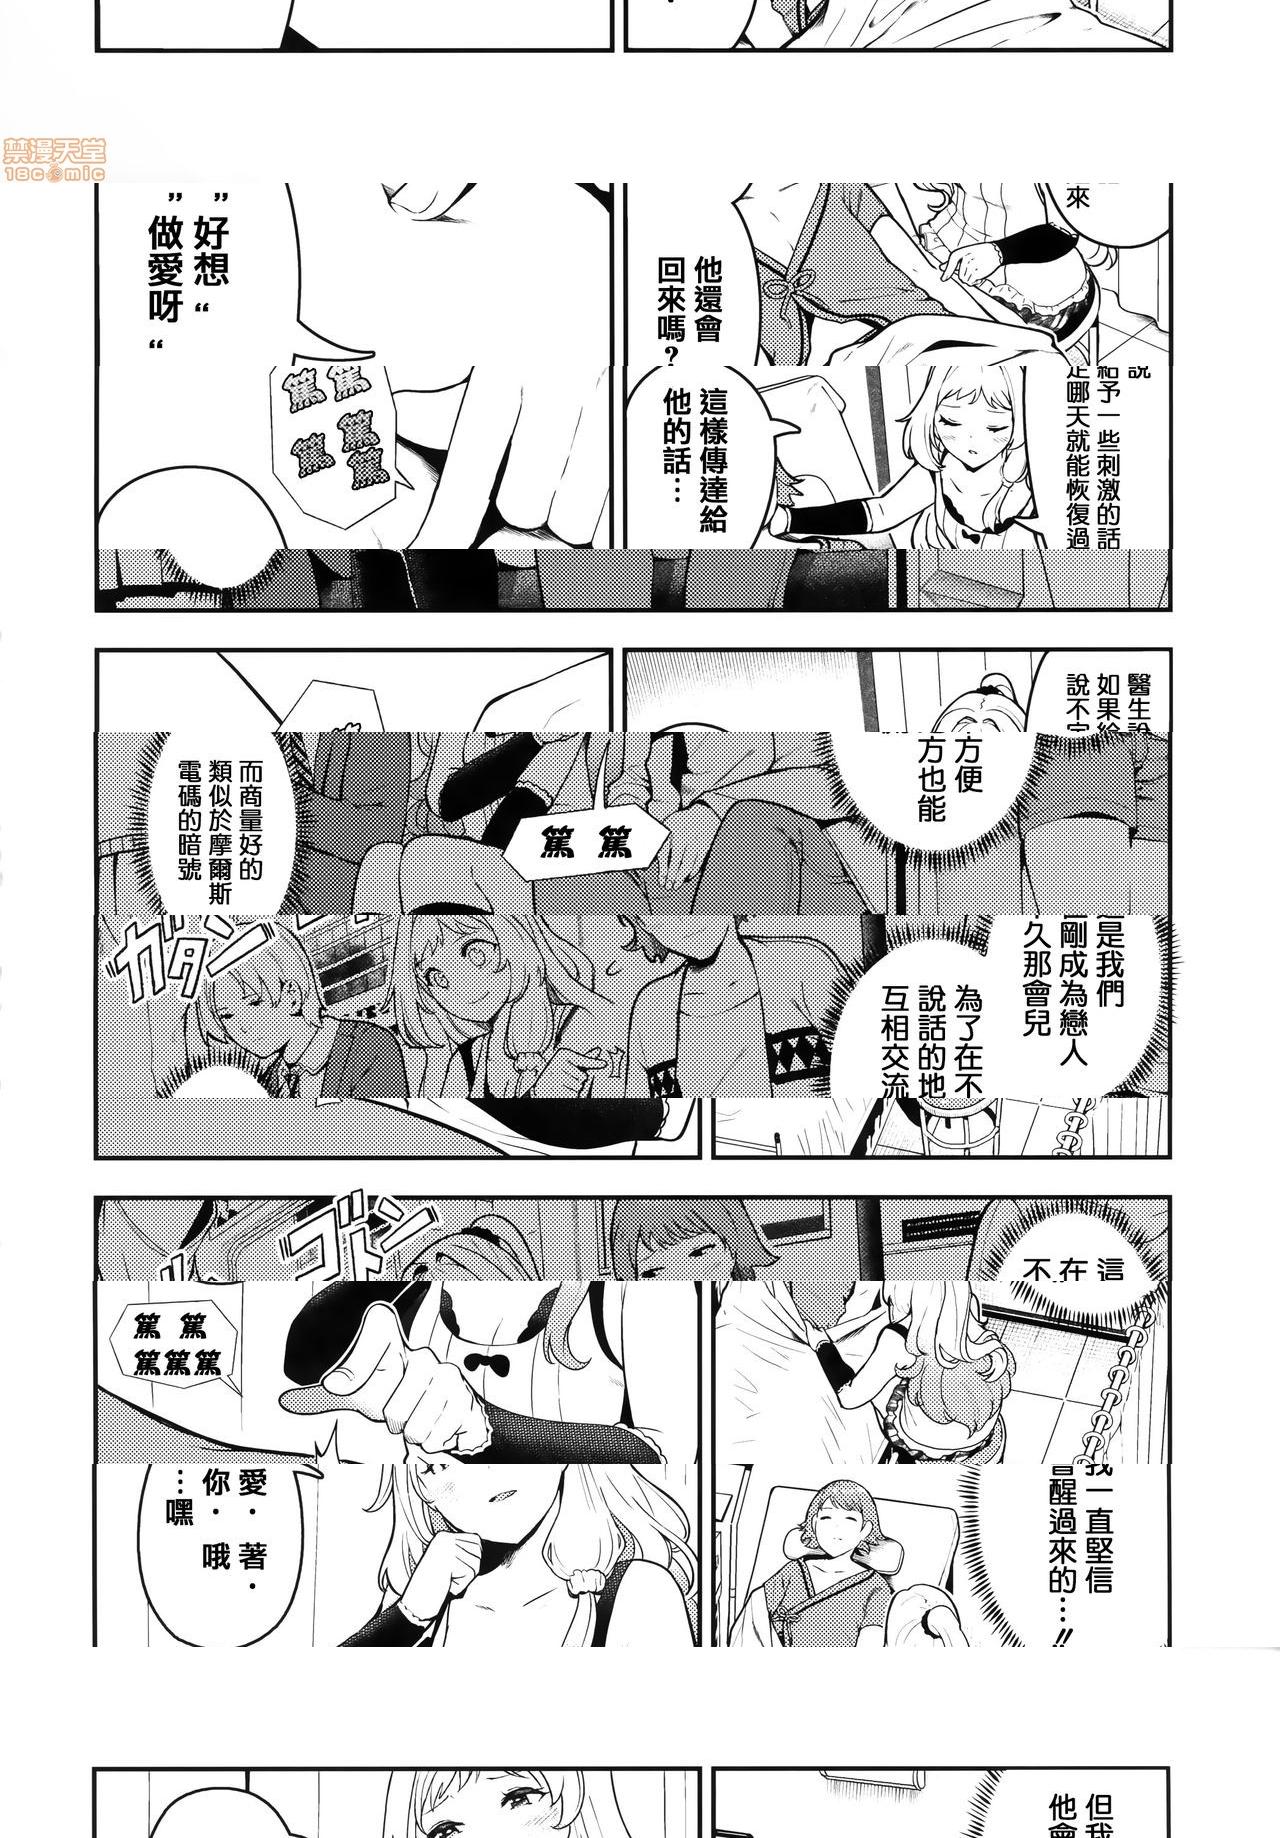 禁漫天堂
18comic
來
他還會
回來嗎?
”好想“
”做愛呀“
給予一些刺激的話
是哪天就能恢復過
這樣傳達給
他的話…
篤篤
篤篤
篤
醫生說
如果給
說不定
方便
方也能
篤 篤
而商量好的
類似於摩爾斯
電碼的暗號
是我們
剛成為戀人
久那會兒
為了在不
說話的地
互相交流
ガタン
ゴトン
這
在
不
篤 篤
篤篤篤
我一直堅信
會醒過來的…!!
愛.著.
你.哦
…嘿
但我
他會